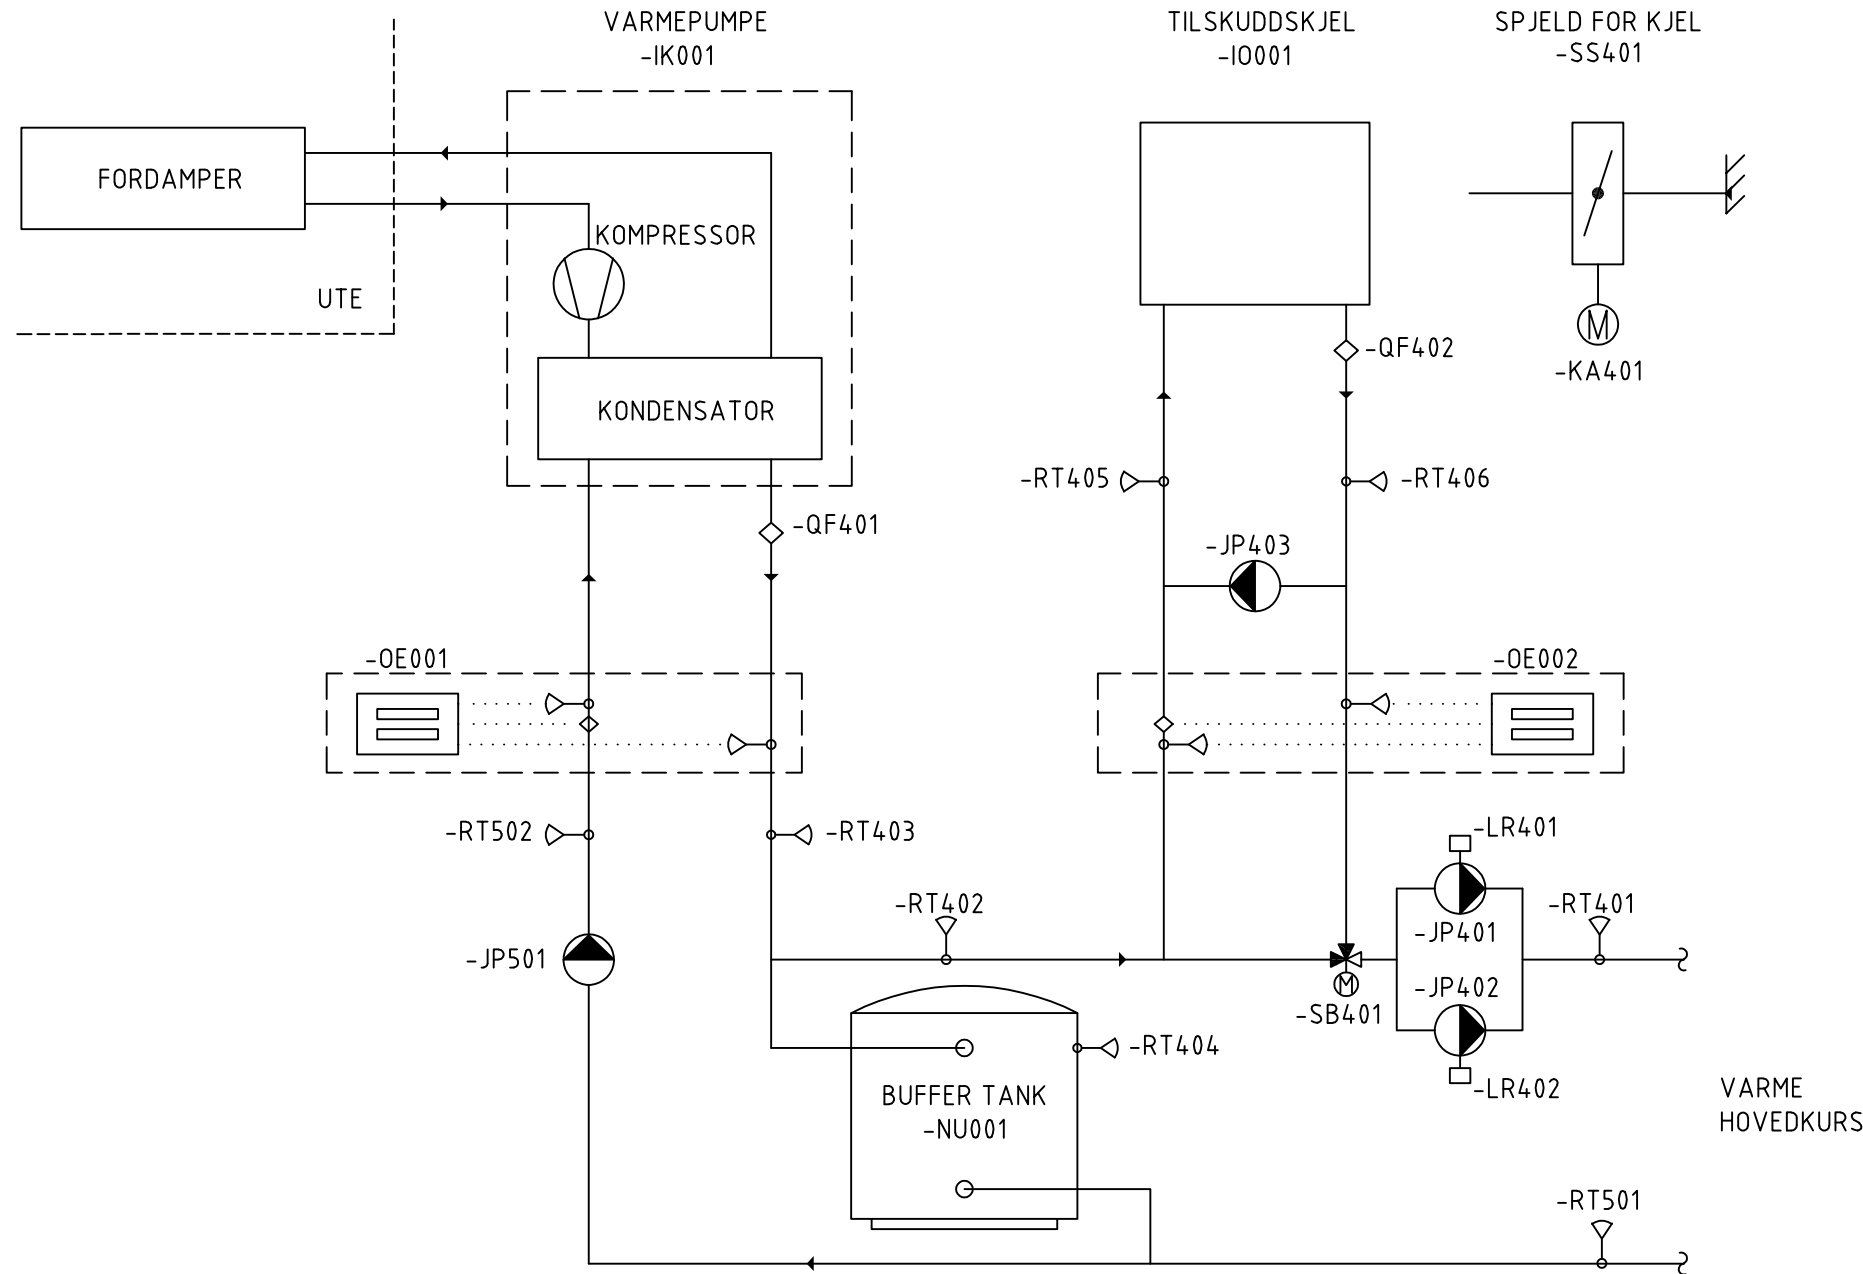 VARMEPUMPE
-IK001
TILSKUDDSKJEL
-IO001
SPJELD FOR KJEL
-SS401
FORDAMPER
KOMPRESSOR
UTE
M
-QF402
-KA401
KONDENSATOR
-RT405
-RT406
-QF401
-JP403
-OE001
-OE002
-RT502
-RT403
-LR401
-RT402
-RT401
-JP401
-JP501
-JP402
M
-SB401
-RT404
BUFFER TANK
-NU001
-LR402
VARME
HOVEDKURS
-RT501